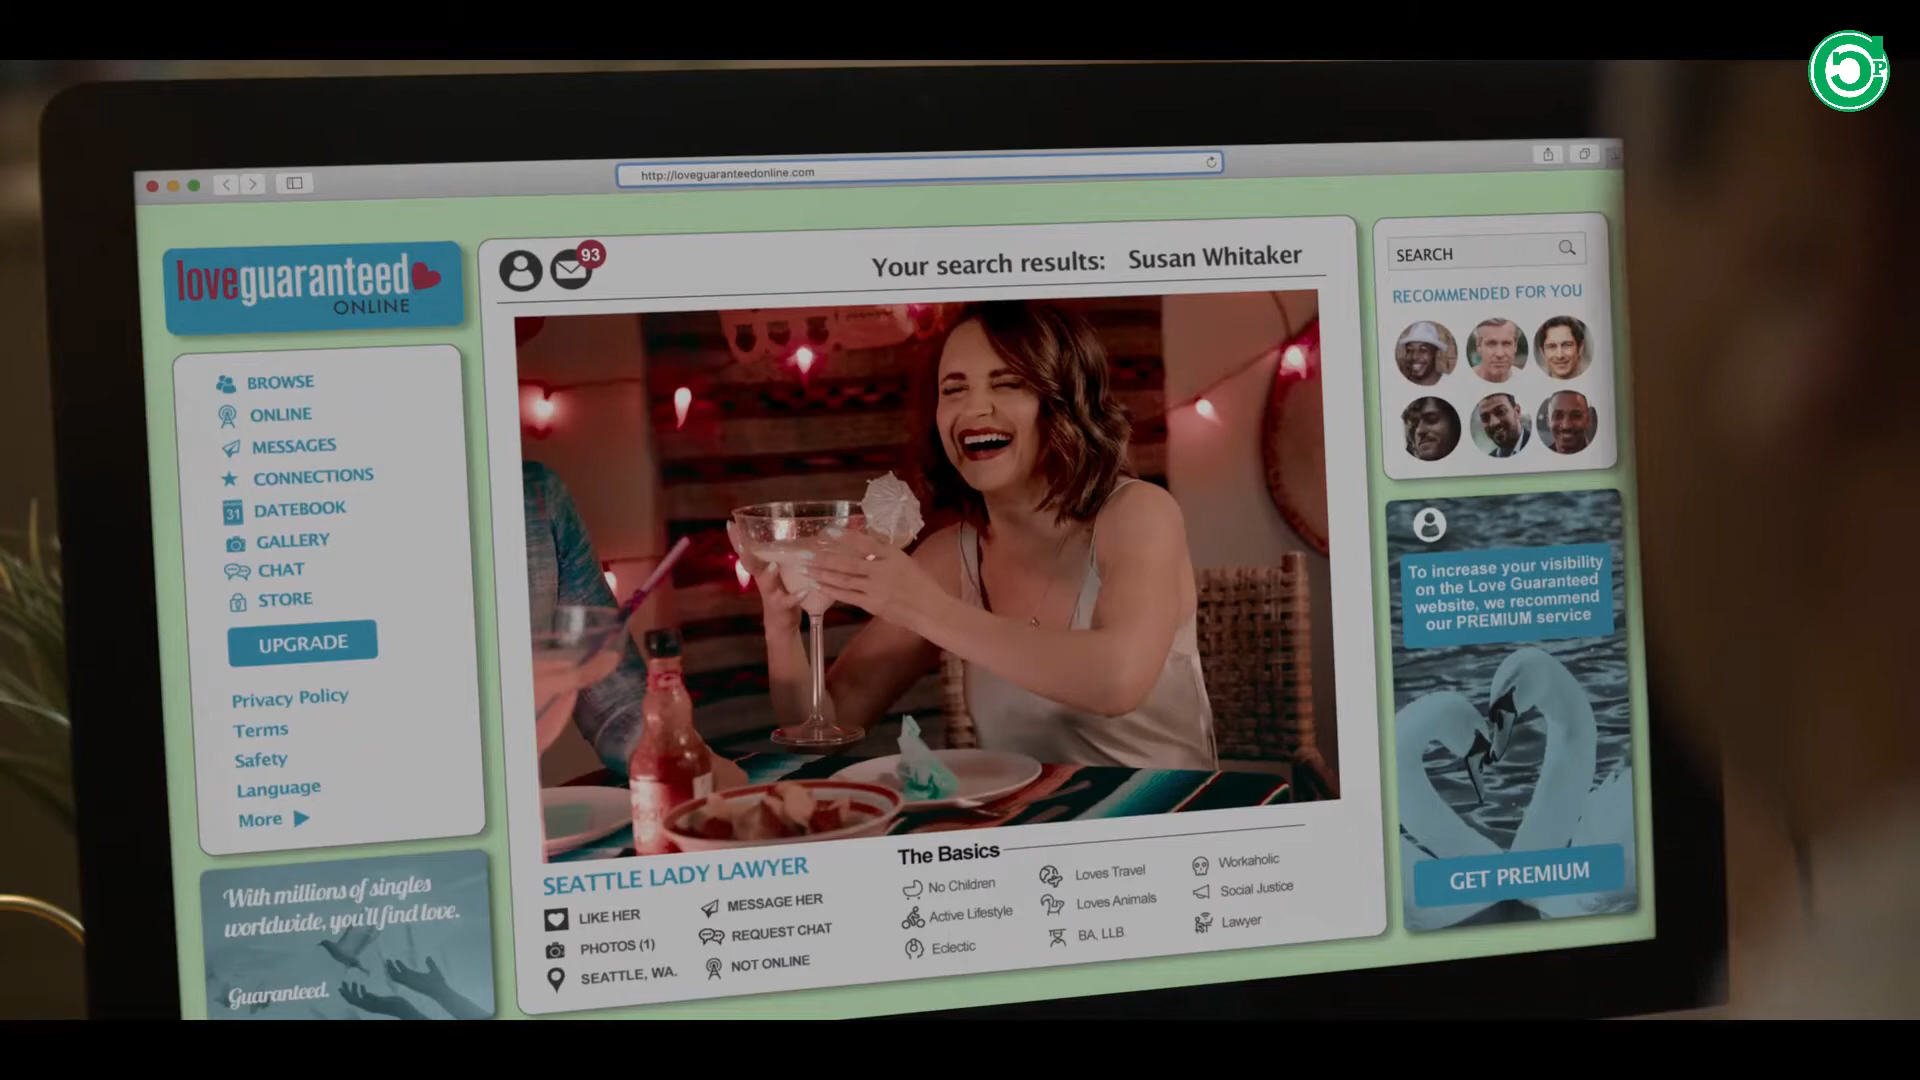 http://loveguaranteedonline.com
loveguaranteed
ONLINE
93
Your search results: Susan Whitaker
SEARCH
RECOMMENDED FOR YOU
BROWSE
ONLINE
MESSAGES
CONNECTIONS
31
DATEBOOK
GALLERY
CHAT
STORE
UPGRADE
Privacy Policy
Terms
Safety
Language
More
With millions of singles
worldwide, you'll find love.
Guaranteed.
SEATTLE LADY LAWYER
LIKE HER
PHOTOS (1)
SEATTLE, WA.
MESSAGE HER
REQUEST CHAT
NOT ONLINE
The Basics
No Children
Active Lifestyle
Eclectic
Loves Travel
Loves Animals
BA, LLB
Workaholic
Social Justice
Lawyer
To increase your visibility
on the Love Guaranteed
website, we recommend
our PREMIUM service
GET PREMIUM